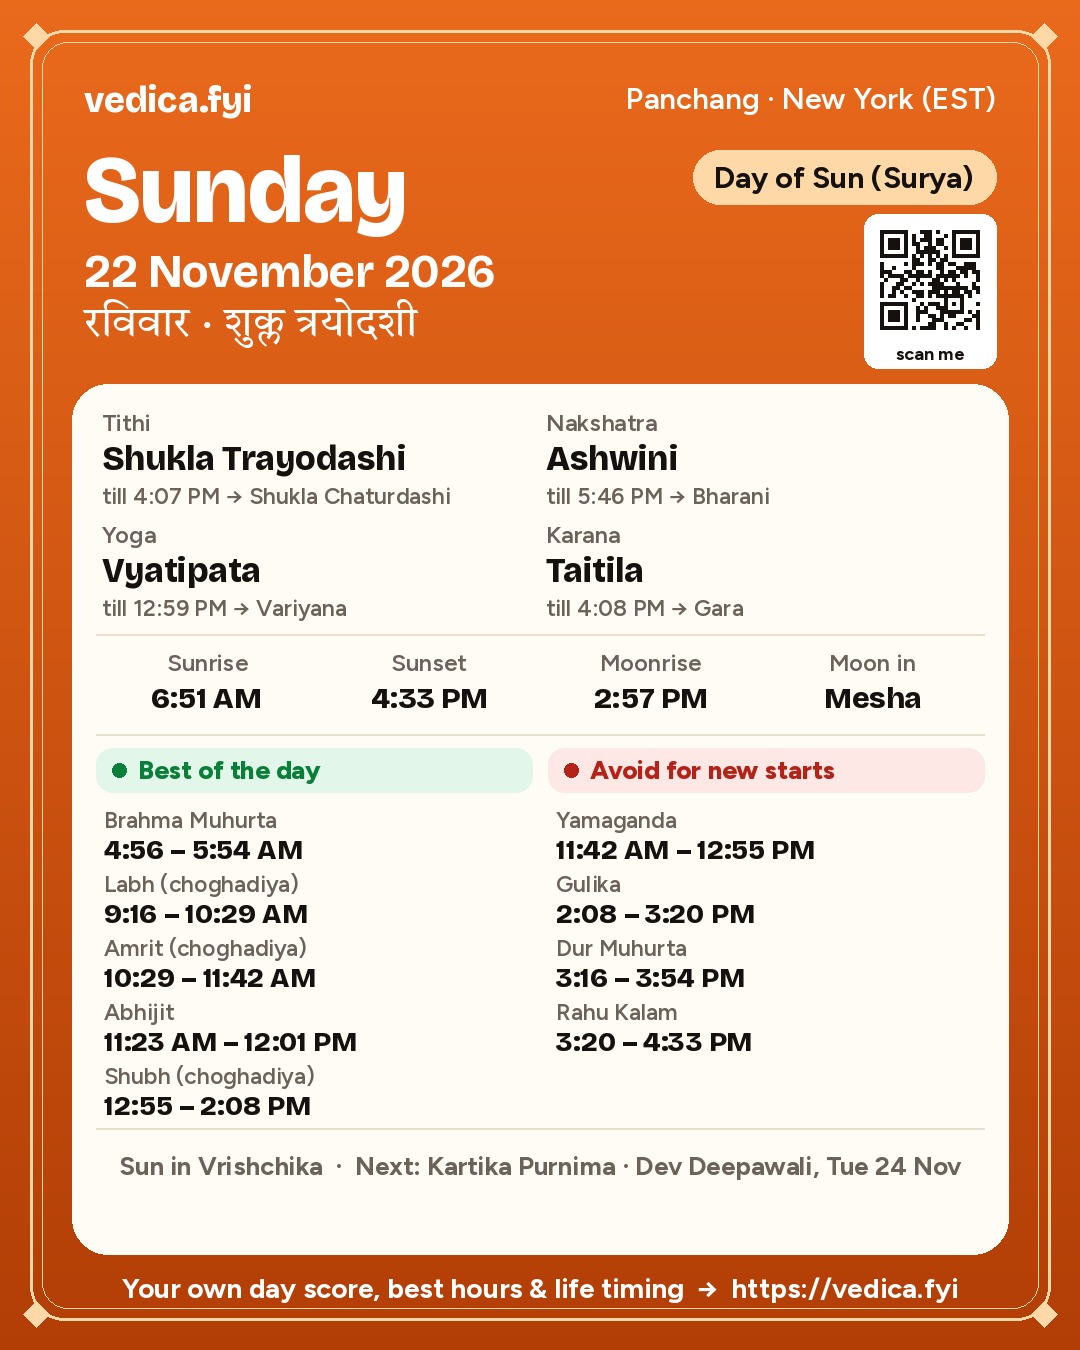 vedica.fyi
Panchang · New York (EST)
Sunday
Day of Sun (Surya)
22 November 2026
रविवार · शुक्ल त्रयोदशी
scan me
Tithi
Shukla Trayodashi
till 4:07 PM → Shukla Chaturdashi
Nakshatra
Ashwini
till 5:46 PM → Bharani
Yoga
Vyatipata
till 12:59 PM → Variyana
Karana
Taitila
till 4:08 PM → Gara
Sunrise
6:51 AM
Sunset
4:33 PM
Moonrise
2:57 PM
Moon in
Mesha
Best of the day
Brahma Muhurta
4:56 – 5:54 AM
Labh (choghadiya)
9:16 – 10:29 AM
Amrit (choghadiya)
10:29 – 11:42 AM
Abhijit
11:23 AM – 12:01 PM
Shubh (choghadiya)
12:55 – 2:08 PM
Avoid for new starts
Yamaganda
11:42 AM – 12:55 PM
Gulika
2:08 – 3:20 PM
Dur Muhurta
3:16 – 3:54 PM
Rahu Kalam
3:20 – 4:33 PM
Sun in Vrishchika · Next: Kartika Purnima · Dev Deepawali, Tue 24 Nov
Your own day score, best hours & life timing → https://vedica.fyi